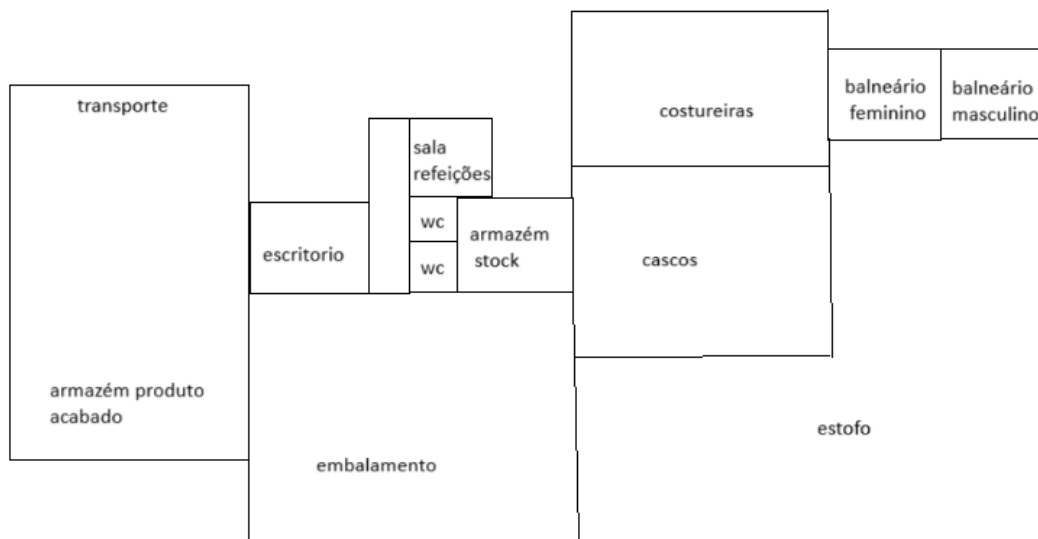 transporte
armazém produto
acabado
escritorio
sala
refeições
wc
wc
armazém
stock
embalamento
costureiras
cascos
balneário
feminino
balneário
masculino
estofo